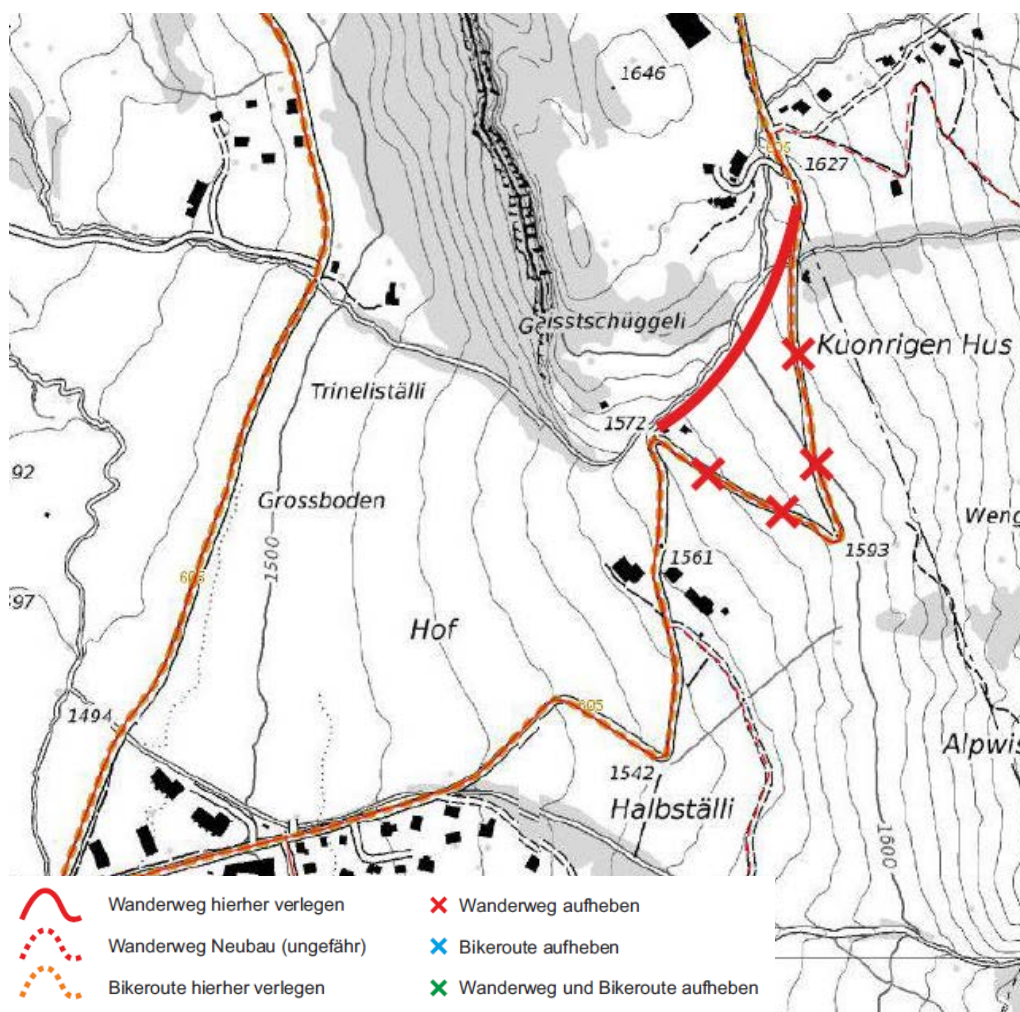 1646
605
1627
Geisstschüggeli
Kuonrigen Hus
Trineliställi
1572
92
Grossboden
1500
Weng
1593
1561
605
97
Hof
605
1494
1542
Alpwis
Halbställi
1600
Wanderweg hierher verlegen
Wanderweg aufheben
Wanderweg Neubau (ungefähr)
Bikeroute aufheben
Bikeroute hierher verlegen
Wanderweg und Bikeroute aufheben